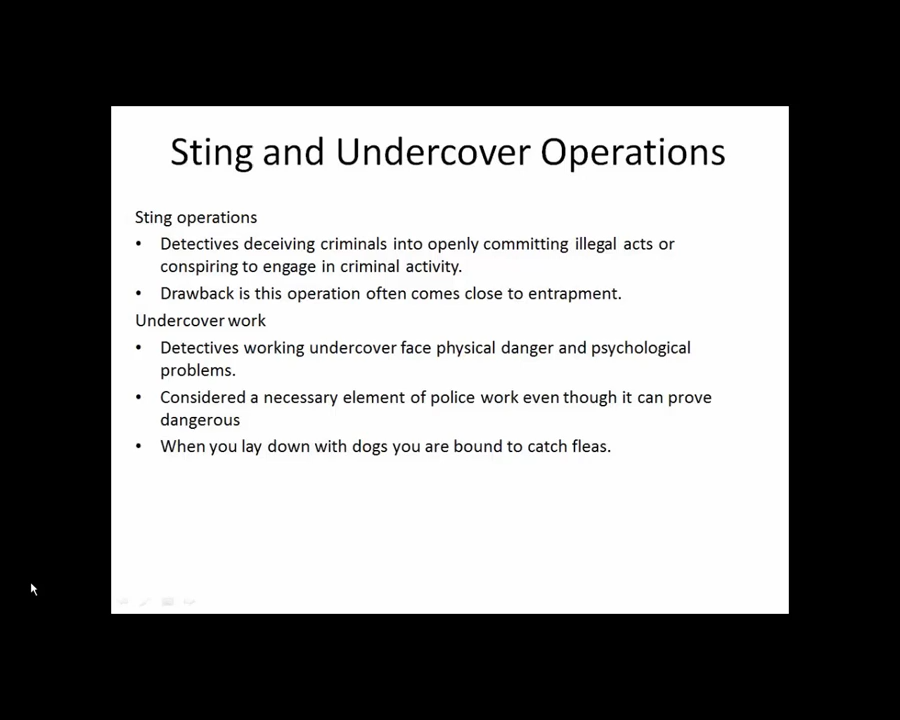 Sting and Undercover Operations
Sting operations
• Detectives deceiving criminals into openly committing illegal acts or
conspiring to engage in criminal activity.
• Drawback is this operation often comes close to entrapment.
Undercover work
• Detectives working undercover face physical danger and psychological
problems.
• Considered a necessary element of police work even though it can prove
dangerous
• When you lay down with dogs you are bound to catch fleas.